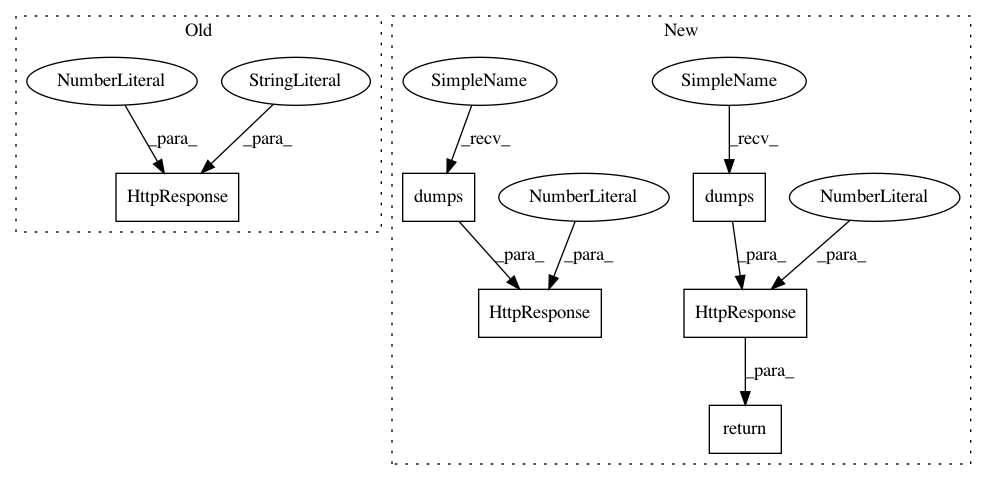 Old
New
NumberLiteral
StringLiteral
SimpleName
SimpleName
_para_
_para_
_recv_
_recv_
HttpResponse
dumps
NumberLiteral
dumps
NumberLiteral
_para_
_para_
_para_
_para_
HttpResponse
HttpResponse
_para_
return